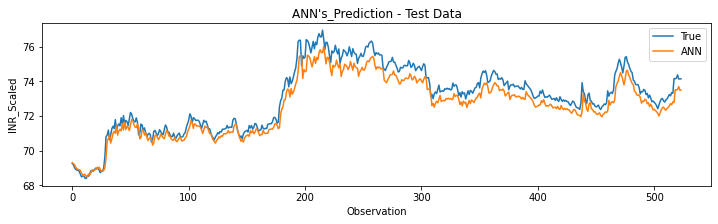 ANN's_Prediction - Test Data
True
ANN
INR_Scaled
76
74
72
70
68
0
100
200
300
400
500
Observation